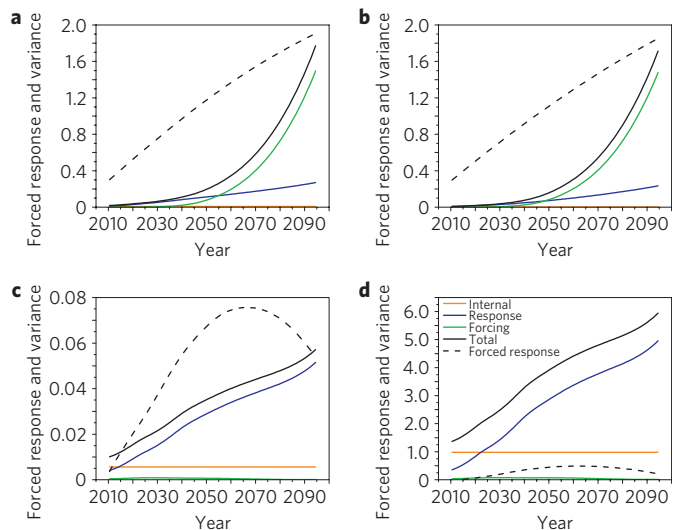 a
Forced response and variance
2.0
1.6
1.2
0.8
0.4
0
2010 2030 2050 2070 2090
Year
b
Forced response and variance
2.0
1.6
1.2
0.8
0.4
0
2010 2030 2050 2070 2090
Year
c
Forced response and variance
0.08
0.06
0.04
0.02
0
2010 2030 2050 2070 2090
Year
d
Forced response and variance
6.0
5.0
4.0
3.0
2.0
1.0
0
Internal
Response
Forcing
Total
Forced response
2010 2030 2050 2070 2090
Year